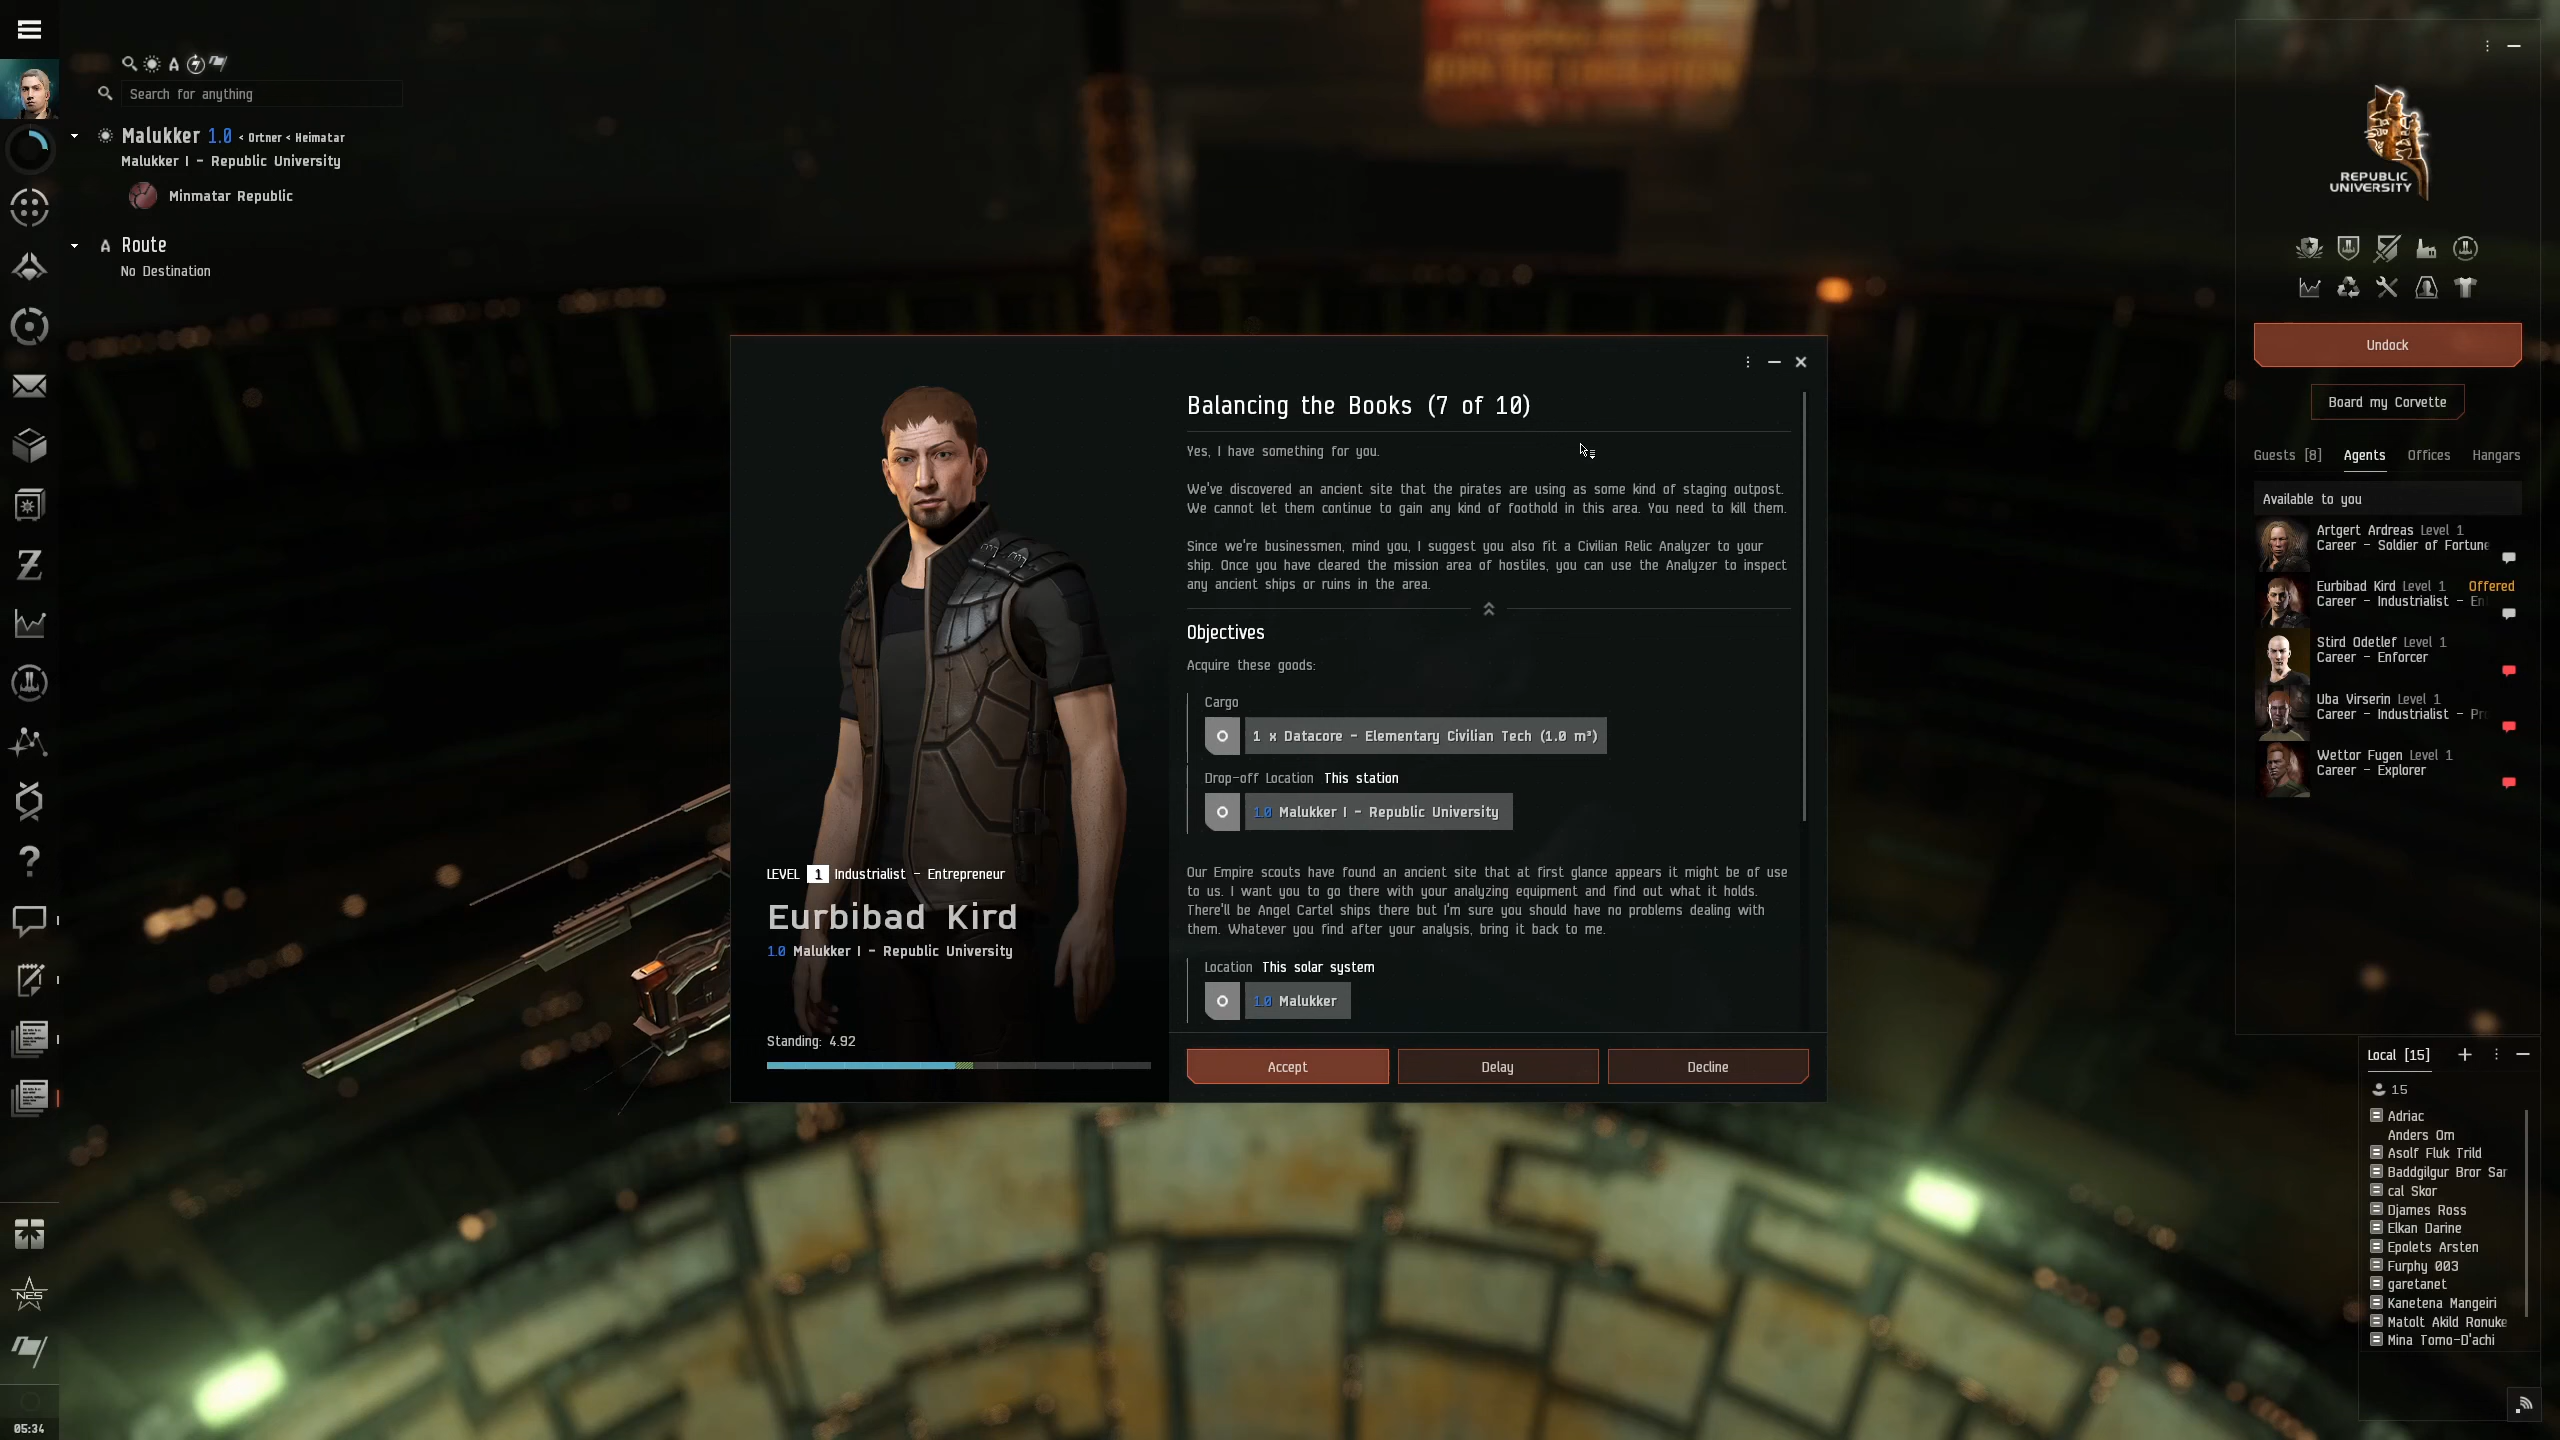 Search for anything
Malukker 1.0 < Ortner < Heimatar
Malukker I - Republic University
Minmatar Republic
Route
No Destination
Balancing the Books (7 of 10)
Yes, I have something for you.
We've discovered an ancient site that the pirates are using as some kind of staging outpost.
We cannot let them continue to gain any kind of foothold in this area. You need to kill them.
Since we're businessmen, mind you, I suggest you also fit a Civilian Relic Analyzer to your
ship. Once you have cleared the mission area of hostiles, you can use the Analyzer to inspect
any ancient ships or ruins in the area.
Objectives
Acquire these goods:
Cargo
1 x Datacore - Elementary Civilian Tech (1.0 m³)
Drop-off Location This station
1.0 Malukker I - Republic University
Our Empire scouts have found an ancient site that at first glance appears it might be of use
to us. I want you to go there with your analyzing equipment and find out what it holds.
There'll be Angel Cartel ships there but I'm sure you should have no problems dealing with
them. Whatever you find after your analysis, bring it back to me.
Location This solar system
1.0 Malukker
Accept
Delay
Decline
LEVEL 1 Industrialist - Entrepreneur
Eurbibad Kird
1.0 Malukker I - Republic University
Standing: 4.92
REPUBLIC
UNIVERSITY
Undock
Board my Corvette
Guests [8] Agents Offices Hangars
Available to you
Artgert Ardreas Level 1
Career - Soldier of Fortune
Eurbibad Kird Level 1 Offered
Career - Industrialist - En
Stird Odetlef Level 1
Career - Enforcer
Uba Virserin Level 1
Career - Industrialist - Pr
Wettor Fugen Level 1
Career - Explorer
Local [15]
15
Adriac
Anders Om
Asolf Fluk Trild
Baddgilgur Bror Sar
cal Skor
Djames Ross
Elkan Darine
Epolets Arsten
Furphy 003
garetanet
Kanetena Mangeiri
Matolt Akild Ronuke
Mina Tomo-D'achi
NES
05:34